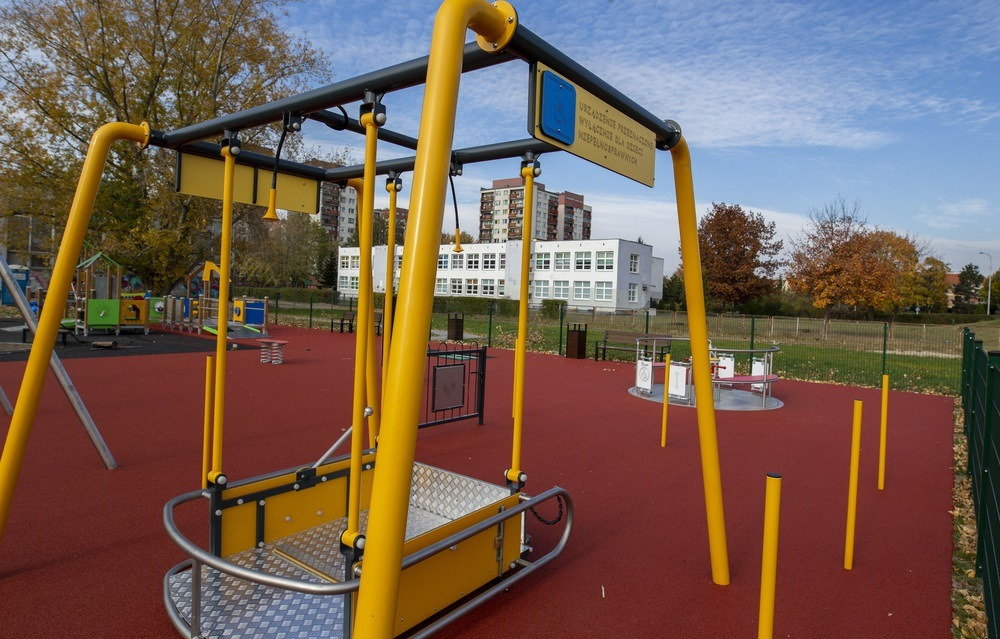 URZĄDZENIE PRZEZNACZONE
WYŁĄCZNIE DLA DZIECI
NIEPEŁNOSPRAWNYCH